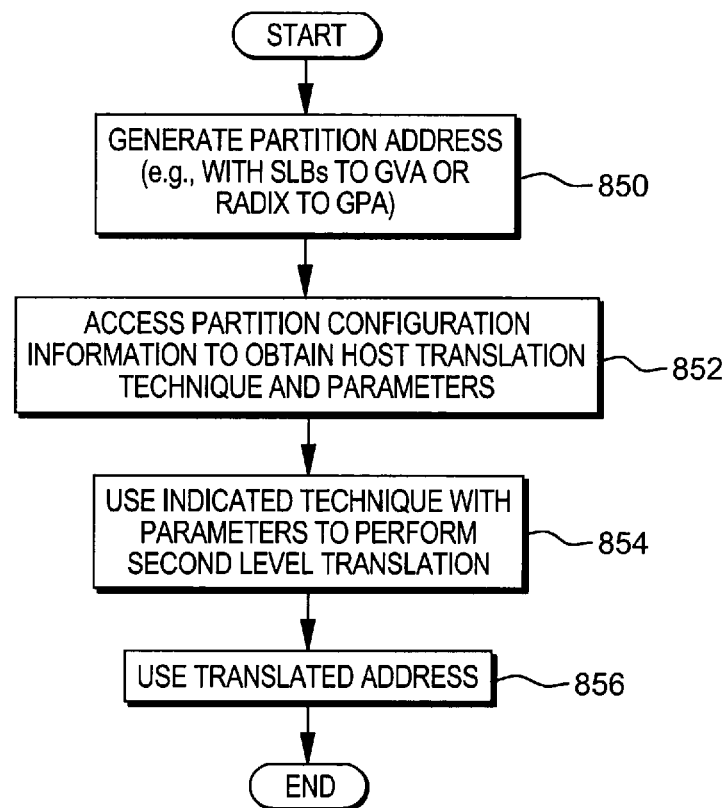 START
GENERATE PARTITION ADDRESS
(e.g., WITH SLBs TO GVA OR
RADIX TO GPA)
850
ACCESS PARTITION CONFIGURATION
INFORMATION TO OBTAIN HOST TRANSLATION
TECHNIQUE AND PARAMETERS
852
USE INDICATED TECHNIQUE WITH
PARAMETERS TO PERFORM
SECOND LEVEL TRANSLATION
854
USE TRANSLATED ADDRESS
856
END